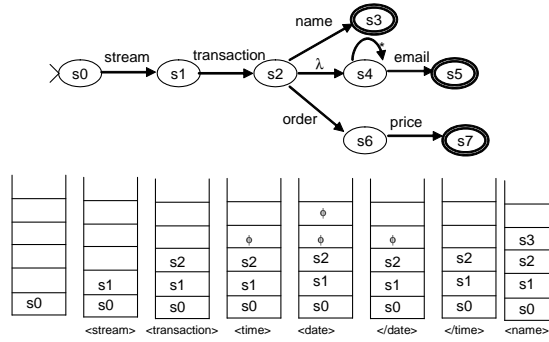 name
s3
stream
transaction
λ
*
email
s0
s1
s2
s4
s5
order
price
s6
s7
ϕ
ϕ
ϕ
ϕ
s3
s2
s2
s2
s2
s2
s2
s1
s1
s1
s1
s1
s1
s1
s0
s0
s0
s0
s0
s0
s0
s0
<stream>
<transaction>
<time>
<date>
</date>
</time>
<name>